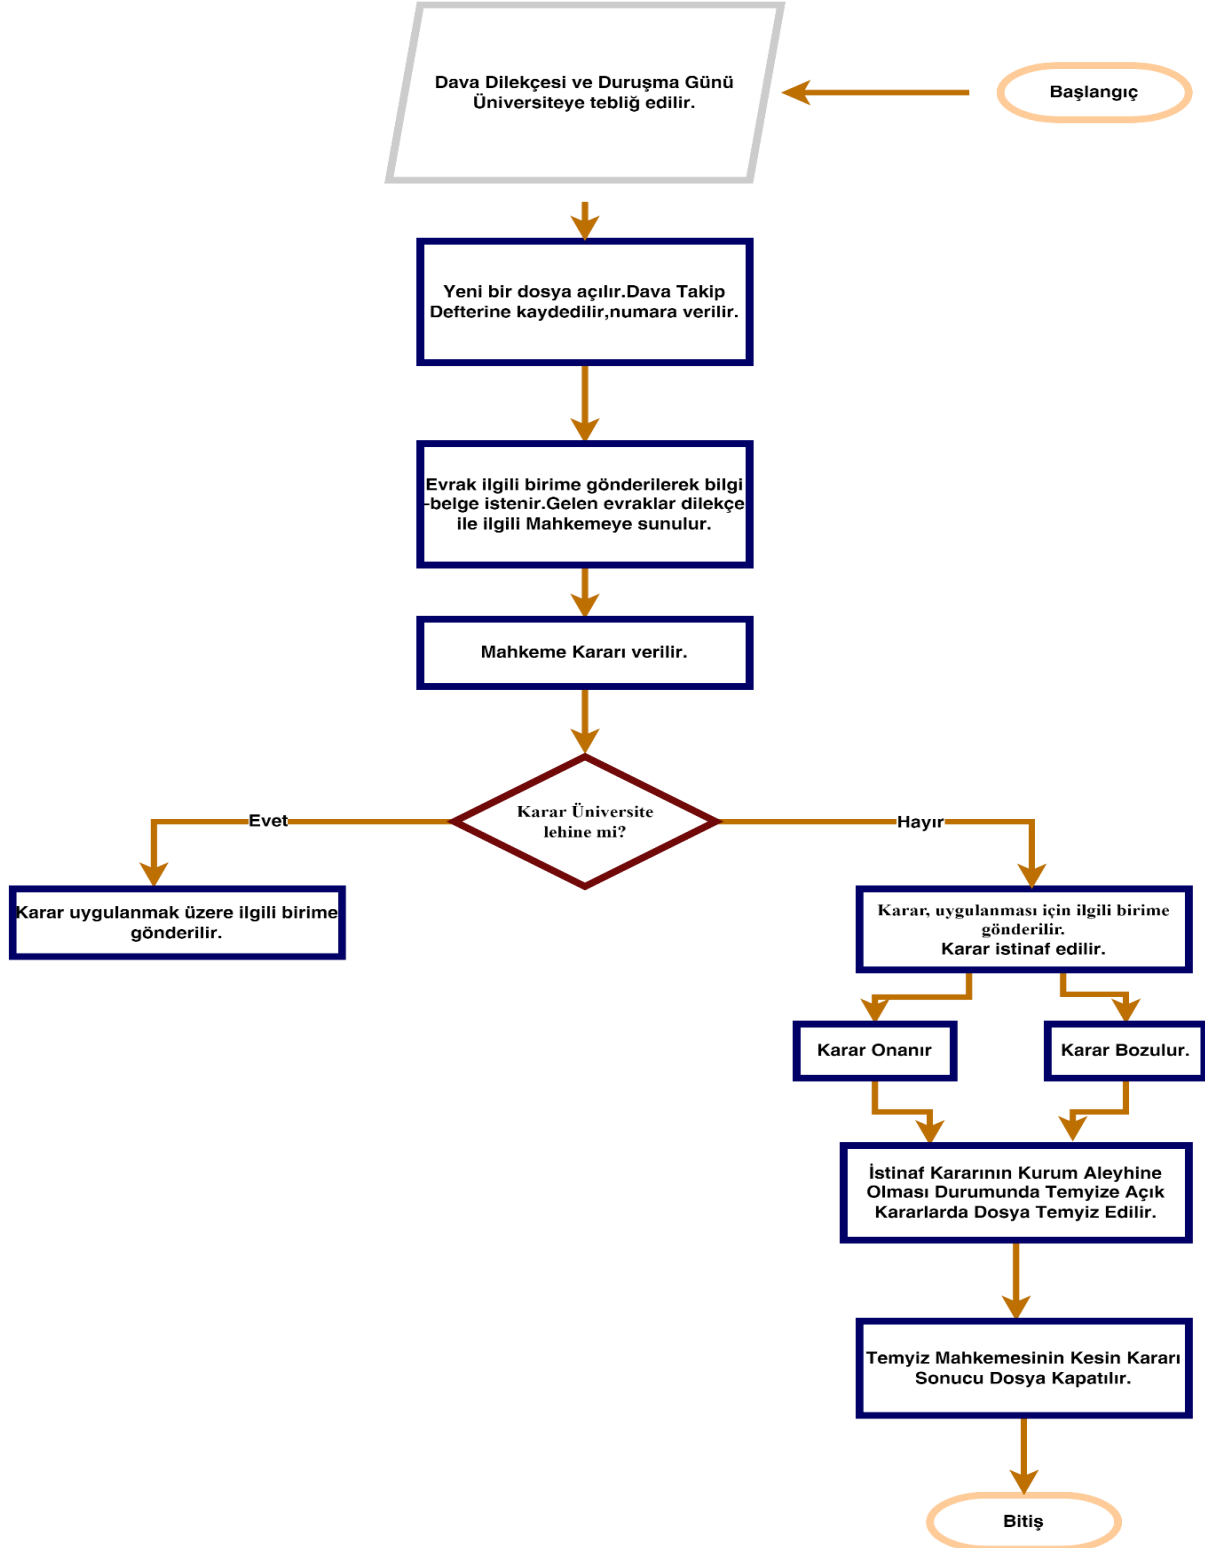 Başlangıç
Dava Dilekçesi ve Duruşma Günü
Üniversiteye tebliğ edilir.
Yeni bir dosya açılır.Dava Takip
Defterine kaydedilir,numara verilir.
Evrak ilgili birime gönderilerek bilgi
-belge istenir.Gelen evraklar dilekçe
ile ilgili Mahkemeye sunulur.
Mahkeme Kararı verilir.
Karar Üniversite
lehine mi?
Evet
Hayır
Karar uygulanmak üzere ilgili birime
gönderilir.
Karar, uygulanması için ilgili birime
gönderilir.
Karar istinaf edilir.
Karar Onanır
Karar Bozulur.
İstinaf Kararının Kurum Aleyhine
Olması Durumunda Temyize Açık
Kararlarda Dosya Temyiz Edilir.
Temyiz Mahkemesinin Kesin Kararı
Sonucu Dosya Kapatılır.
Bitiş